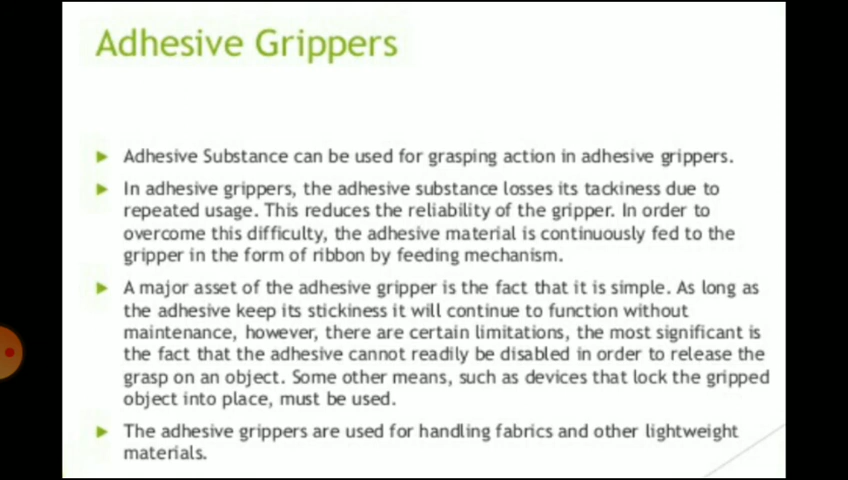 Adhesive Grippers
Adhesive Substance can be used for grasping action in adhesive grippers.
In adhesive grippers, the adhesive substance losses its tackiness due to
repeated usage. This reduces the reliability of the gripper. In order to
overcome this difficulty, the adhesive material is continuously fed to the
gripper in the form of ribbon by feeding mechanism.
A major asset of the adhesive gripper is the fact that it is simple. As long as
the adhesive keep its stickiness it will continue to function without
maintenance, however, there are certain limitations, the most significant is
the fact that the adhesive cannot readily be disabled in order to release the
grasp on an object. Some other means, such as devices that lock the gripped
object into place, must be used.
The adhesive grippers are used for handling fabrics and other lightweight
materials.